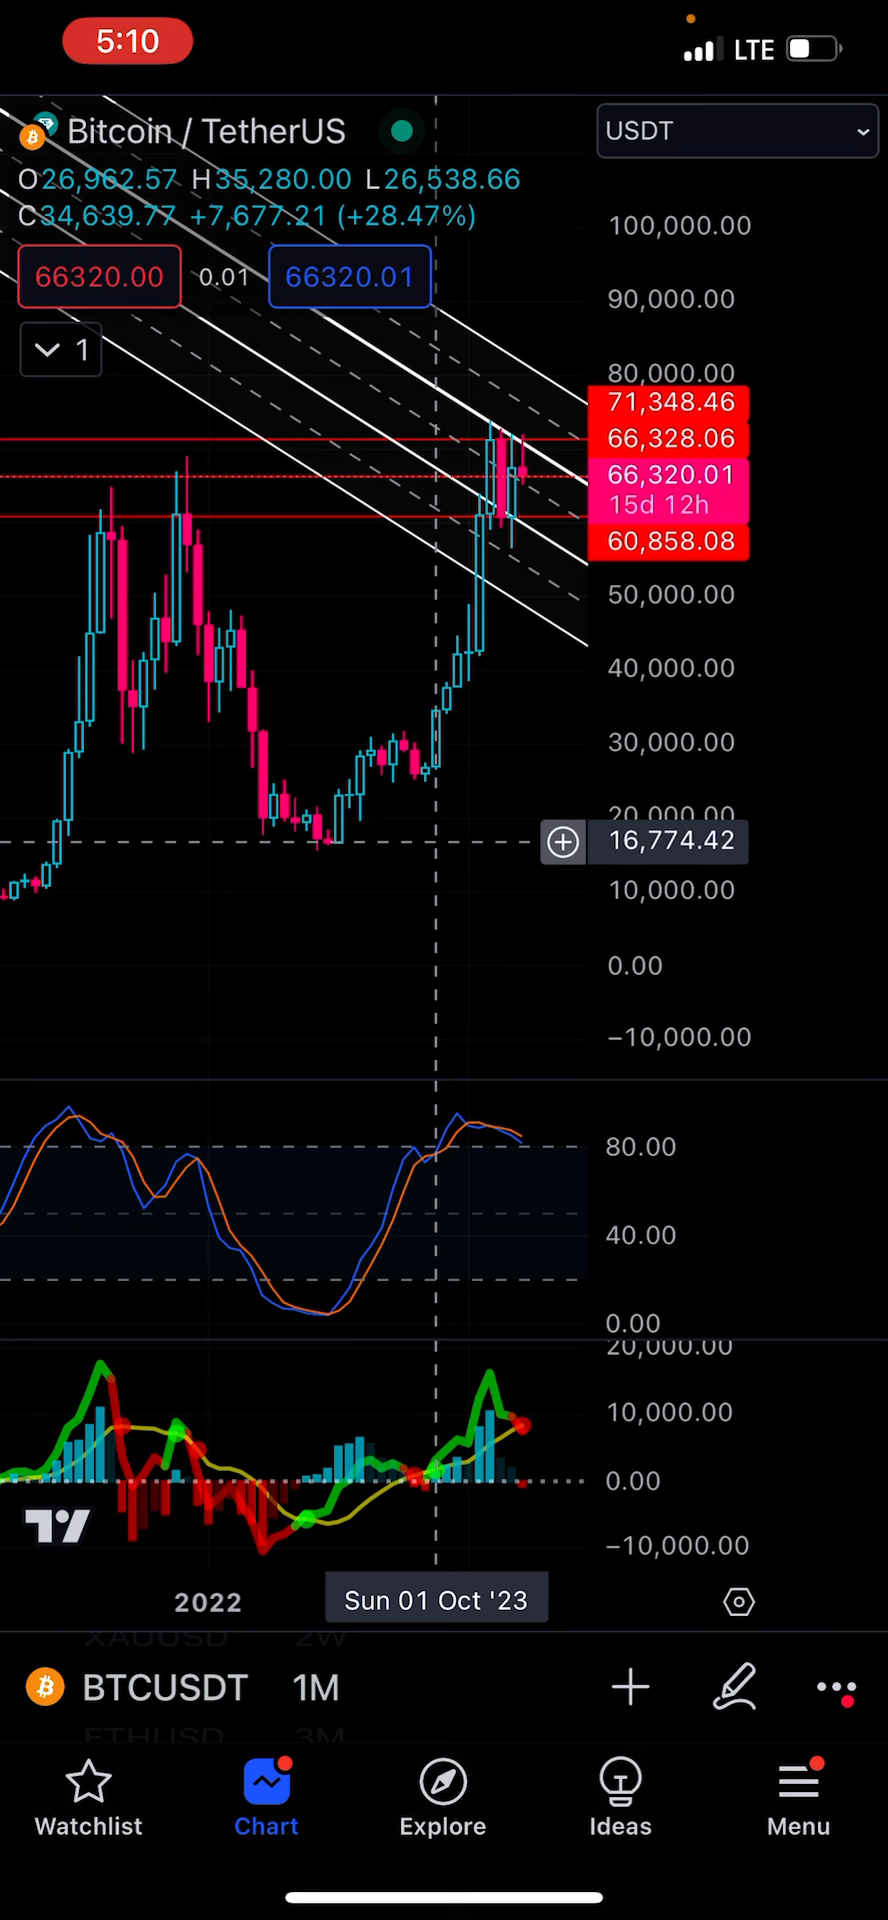 5:10 LTE
Bitcoin / TetherUS USDT
O26,962.57 H35,280.00 L26,538.66
C34,639.77 +7,677.21 (+28.47%)
66320.00 0.01 66320.01
1
100,000.00
90,000.00
80,000.00
71,348.46
66,328.06
66,320.01
15d 12h
60,858.08
50,000.00
40,000.00
30,000.00
20,000.00
16,774.42
10,000.00
0.00
−10,000.00
80.00
40.00
0.00
20,000.00
10,000.00
0.00
−10,000.00
2022 Sun 01 Oct '23
XAUUSD 2W
BTCUSDT 1M
ETHUSD 3M
Watchlist Chart Explore Ideas Menu